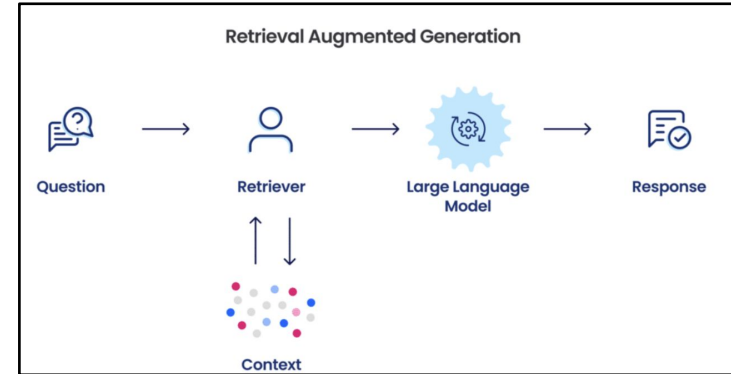 Retrieval Augmented Generation
?
Question
Retriever
Large Language
Model
Response
Context